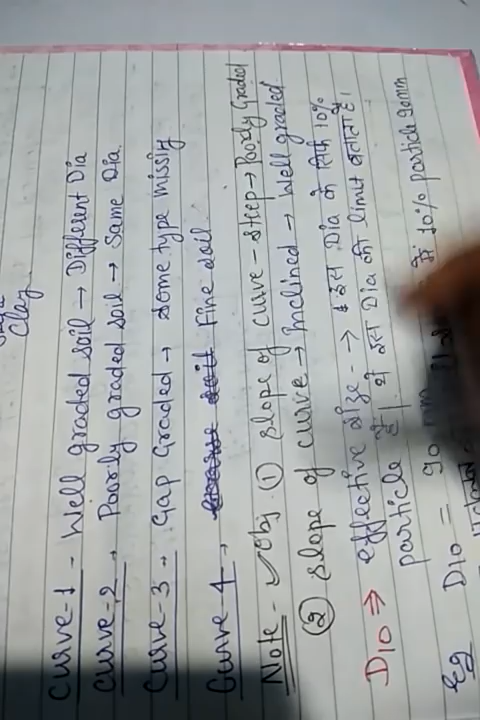 Clay
Curve-1 - Well graded soil → Different Dia
Curve-2 → Poorly graded soil → Same Dia.
Curve-3 → Gap Graded → Some type missing
Curve-4 → Fine soil.
Note - ✓Obj. ① Slope of curve - Steep → Poorly Graded
② Slope of curve → Inclined → Well graded
D10 ⇒ effective size - → इस Dia के सिर्फ 10%
particle हैं। ये इस Dia की limit बताता है।
Eg D10 = 90 mm में 10% particle 90mm